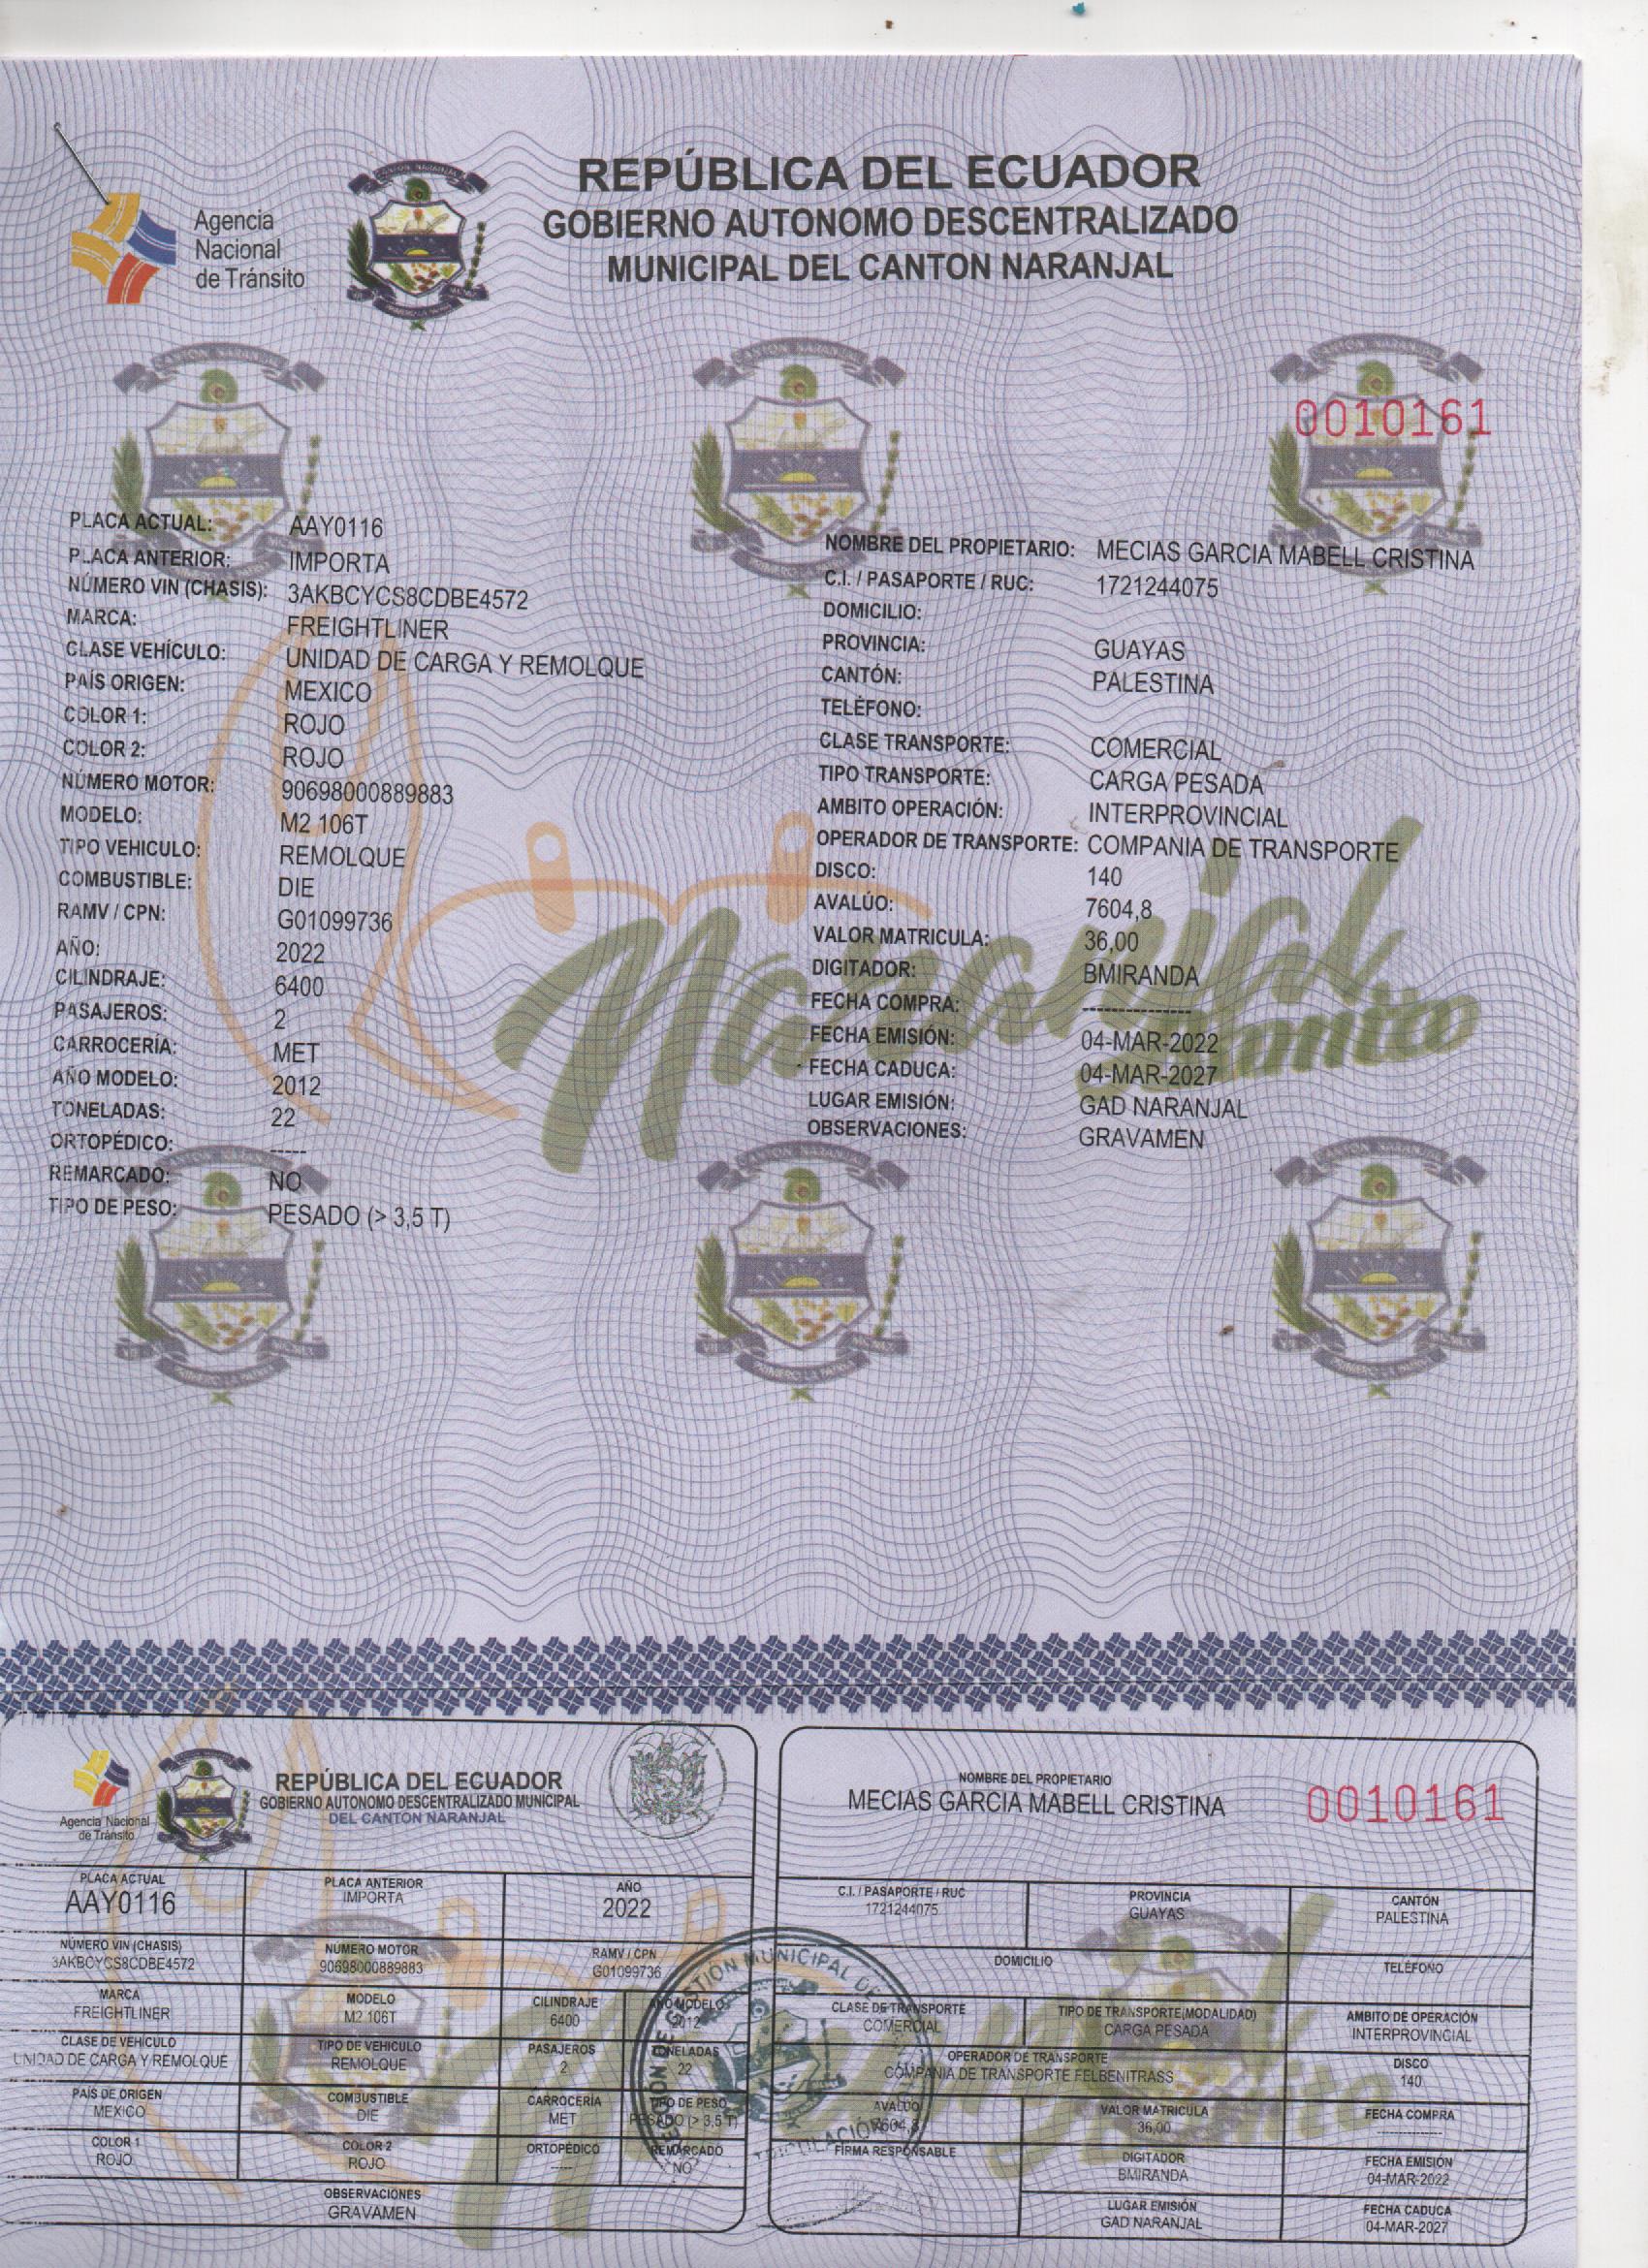 Agencia
Nacional
de Tránsito
REPÚBLICA DEL ECUADOR
GOBIERNO AUTONOMO DESCENTRALIZADO
MUNICIPAL DEL CANTON NARANJAL
0010161
PLACA ACTUAL: AAY0116
PLACA ANTERIOR: IMPORTA
NÚMERO VIN (CHASIS): 3AKBCYCS8CDBE4572
MARCA: FREIGHTLINER
CLASE VEHÍCULO: UNIDAD DE CARGA Y REMOLQUE
PAÍS ORIGEN: MEXICO
COLOR 1: ROJO
COLOR 2: ROJO
NÚMERO MOTOR: 90698000889883
MODELO: M2 106T
TIPO VEHICULO: REMOLQUE
COMBUSTIBLE: DIE
RAMV / CPN: G01099736
AÑO: 2022
CILINDRAJE: 6400
PASAJEROS: 2
CARROCERÍA: MET
AÑO MODELO: 2012
TONELADAS: 22
ORTOPÉDICO: -----
REMARCADO: NO
TIPO DE PESO: PESADO (> 3,5 T)
NOMBRE DEL PROPIETARIO: MECIAS GARCIA MABELL CRISTINA
C.I. / PASAPORTE / RUC: 1721244075
DOMICILIO:
PROVINCIA: GUAYAS
CANTÓN: PALESTINA
TELÉFONO:
CLASE TRANSPORTE: COMERCIAL
TIPO TRANSPORTE: CARGA PESADA
AMBITO OPERACIÓN: INTERPROVINCIAL
OPERADOR DE TRANSPORTE: COMPANIA DE TRANSPORTE
DISCO: 140
AVALÚO: 7604,8
VALOR MATRICULA: 36,00
DIGITADOR: BMIRANDA
FECHA COMPRA: ---------------
FECHA EMISIÓN: 04-MAR-2022
FECHA CADUCA: 04-MAR-2027
LUGAR EMISIÓN: GAD NARANJAL
OBSERVACIONES: GRAVAMEN
Naranjal
Agencia Nacional
de Tránsito
REPÚBLICA DEL ECUADOR
GOBIERNO AUTONOMO DESCENTRALIZADO MUNICIPAL
DEL CANTÓN NARANJAL
PLACA ACTUAL
AAY0116
PLACA ANTERIOR
IMPORTA
AÑO
2022
NÚMERO VIN (CHASIS)
3AKBCYCS8CDBE4572
NÚMERO MOTOR
90698000889883
RAMV / CPN
G01099736
MARCA
FREIGHTLINER
MODELO
M2 106T
CILINDRAJE
6400
AÑO MODELO
2012
CLASE DE VEHÍCULO
UNIDAD DE CARGA Y REMOLQUE
TIPO DE VEHICULO
REMOLQUE
PASAJEROS
2
TONELADAS
22
PAÍS DE ORIGEN
MEXICO
COMBUSTIBLE
DIE
CARROCERÍA
MET
TIPO DE PESO
PESADO (> 3,5 T)
COLOR 1
ROJO
COLOR 2
ROJO
ORTOPÉDICO
-----
REMARCADO
NO
OBSERVACIONES
GRAVAMEN
NOMBRE DEL PROPIETARIO
MECIAS GARCIA MABELL CRISTINA
0010161
C.I. / PASAPORTE / RUC
1721244075
PROVINCIA
GUAYAS
CANTÓN
PALESTINA
DOMICILIO
TELÉFONO
CLASE DE TRANSPORTE
COMERCIAL
TIPO DE TRANSPORTE(MODALIDAD)
CARGA PESADA
AMBITO DE OPERACIÓN
INTERPROVINCIAL
OPERADOR DE TRANSPORTE
COMPANIA DE TRANSPORTE FELBENITRASS
DISCO
140
AVALÚO
7604,8
VALOR MATRICULA
36,00
FECHA COMPRA
---------------
FIRMA RESPONSABLE
DIGITADOR
BMIRANDA
FECHA EMISIÓN
04-MAR-2022
LUGAR EMISIÓN
GAD NARANJAL
FECHA CADUCA
04-MAR-2027
GESTIÓN MUNICIPAL DE